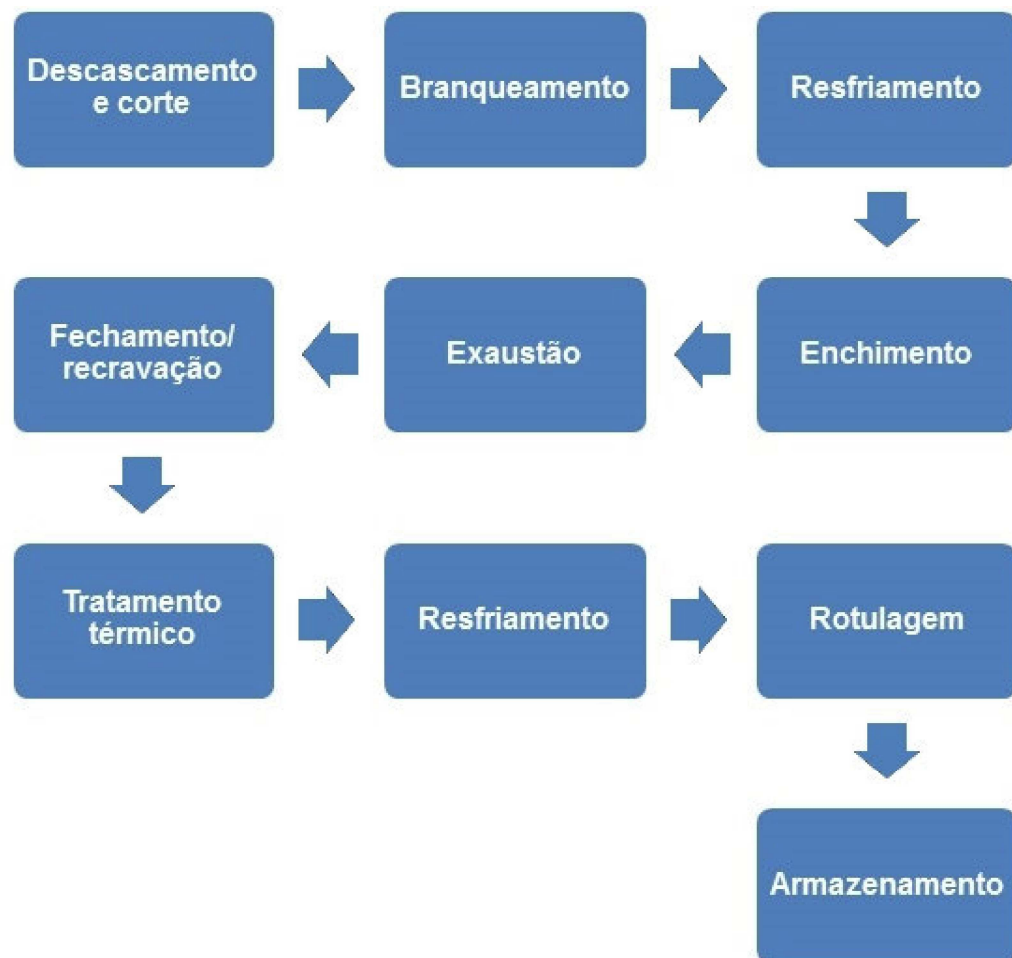 Descascamento
e corte
Branqueamento
Resfriamento
Enchimento
Exaustão
Fechamento/
recravação
Tratamento
térmico
Resfriamento
Rotulagem
Armazenamento